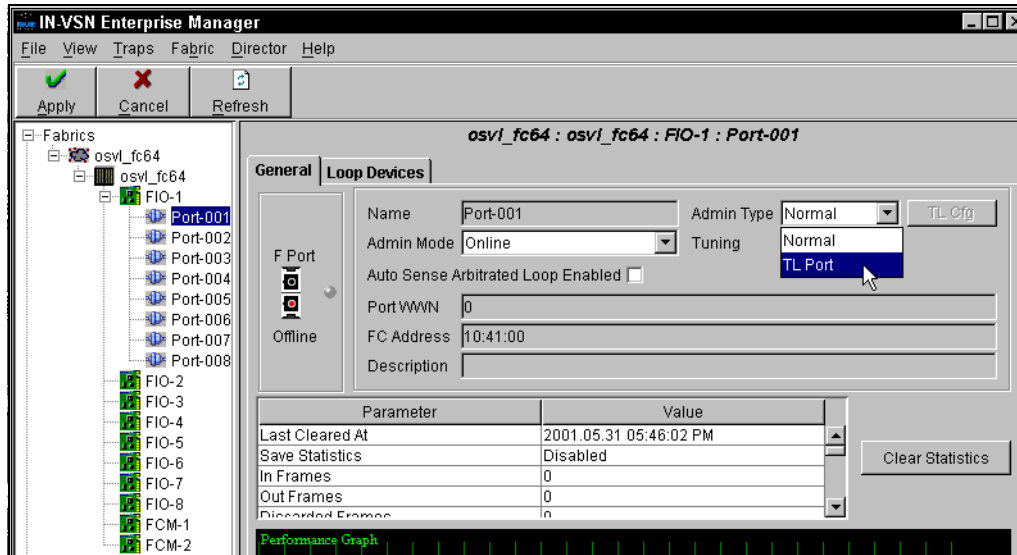 IN-VSN Enterprise Manager
File View Traps Fabric Director Help
Apply Cancel Refresh
Fabrics
osvl_fc64
osvl_fc64
FIO-1
Port-001
Port-002
Port-003
Port-004
Port-005
Port-006
Port-007
Port-008
FIO-2
FIO-3
FIO-4
FIO-5
FIO-6
FIO-7
FIO-8
FCM-1
FCM-2
osvl_fc64 : osvl_fc64 : FIO-1 : Port-001
General Loop Devices
F Port
Offline
Name Port-001 Admin Type Normal TL Cfg
Admin Mode Online Tuning Normal
TL Port
Auto Sense Arbitrated Loop Enabled
Port WWN 0
FC Address 10:41:00
Description
Parameter Value
Last Cleared At 2001.05.31 05:46:02 PM
Save Statistics Disabled
In Frames 0
Out Frames 0
Discarded Frames 0
Clear Statistics
Performance Graph